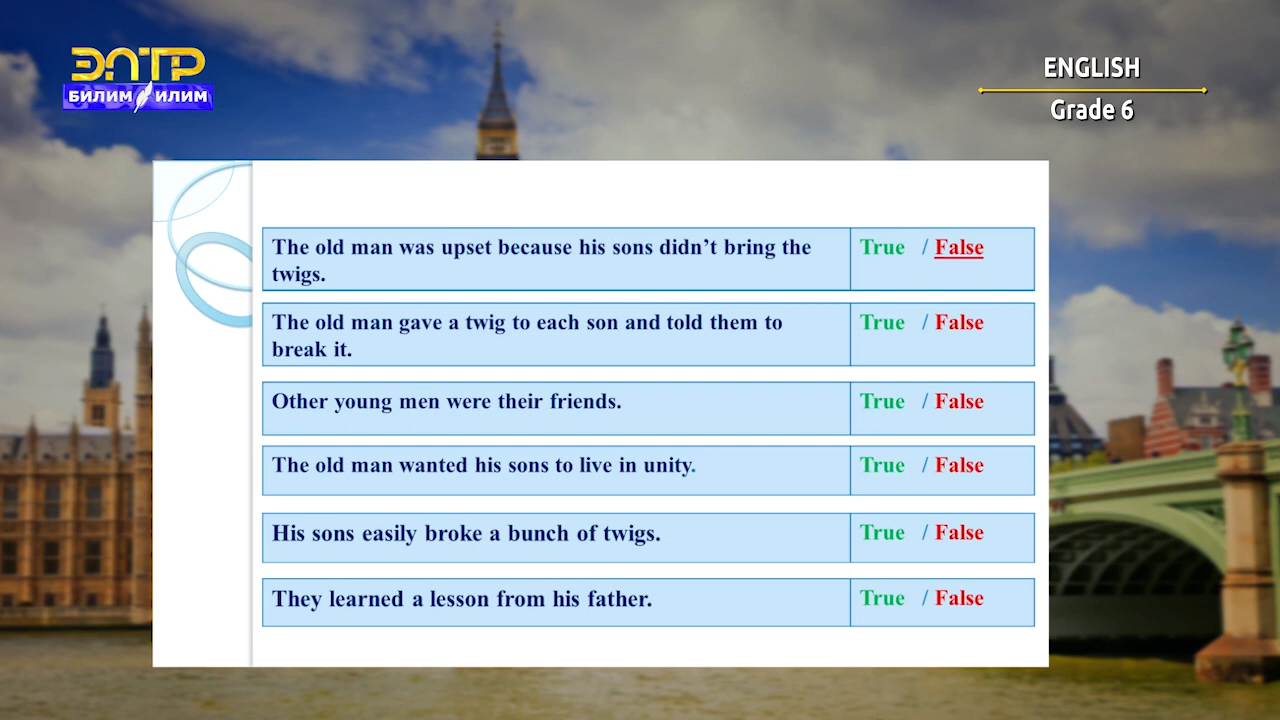 ЭЛТР
БИЛИМ ИЛИМ
ENGLISH
Grade 6
The old man was upset because his sons didn’t bring the
twigs.
True / False
The old man gave a twig to each son and told them to
break it.
True / False
Other young men were their friends.
True / False
The old man wanted his sons to live in unity.
True / False
His sons easily broke a bunch of twigs.
True / False
They learned a lesson from his father.
True / False